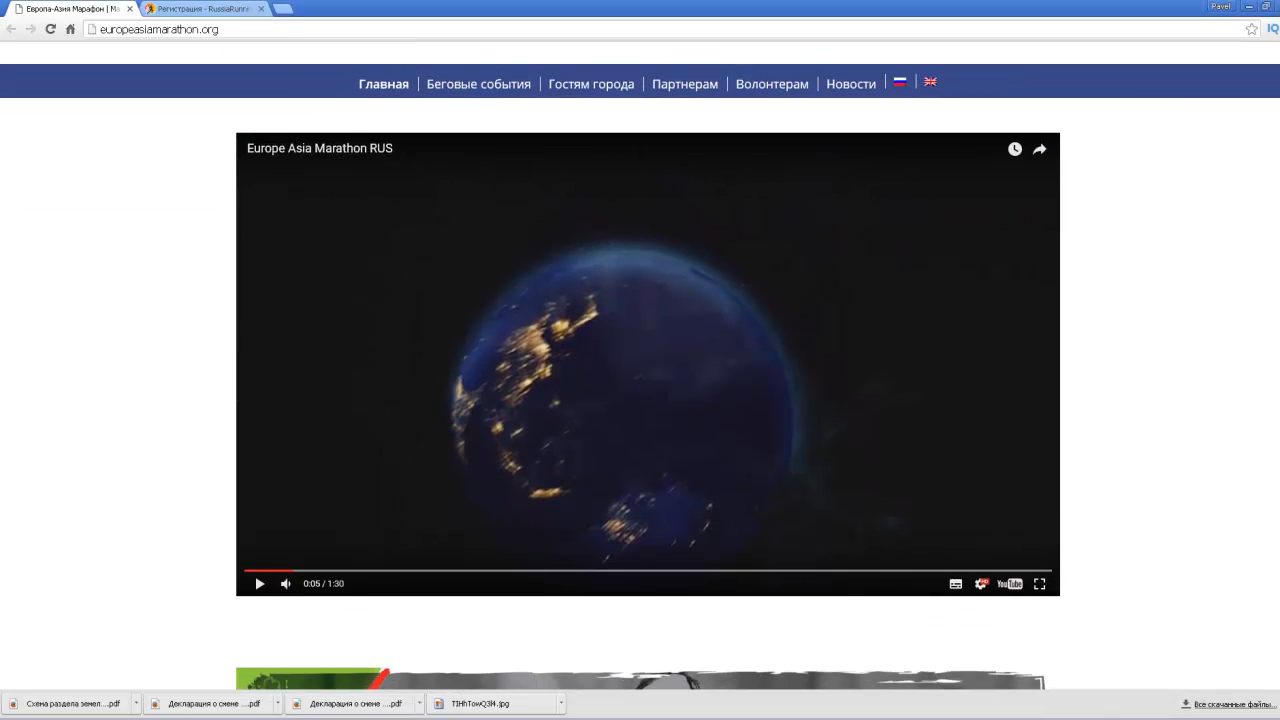 Европа-Азия Марафон | Ма
Регистрация - RussiaRunni
Pavel
europeasiamarathon.org
IQ
Главная
Беговые события
Гостям города
Партнерам
Волонтерам
Новости
Europe Asia Marathon RUS
0:05 / 1:30
HD
YouTube
Схема раздела земел....pdf
Декларация о смене ....pdf
Декларация о смене ....pdf
Все скачанные файлы...